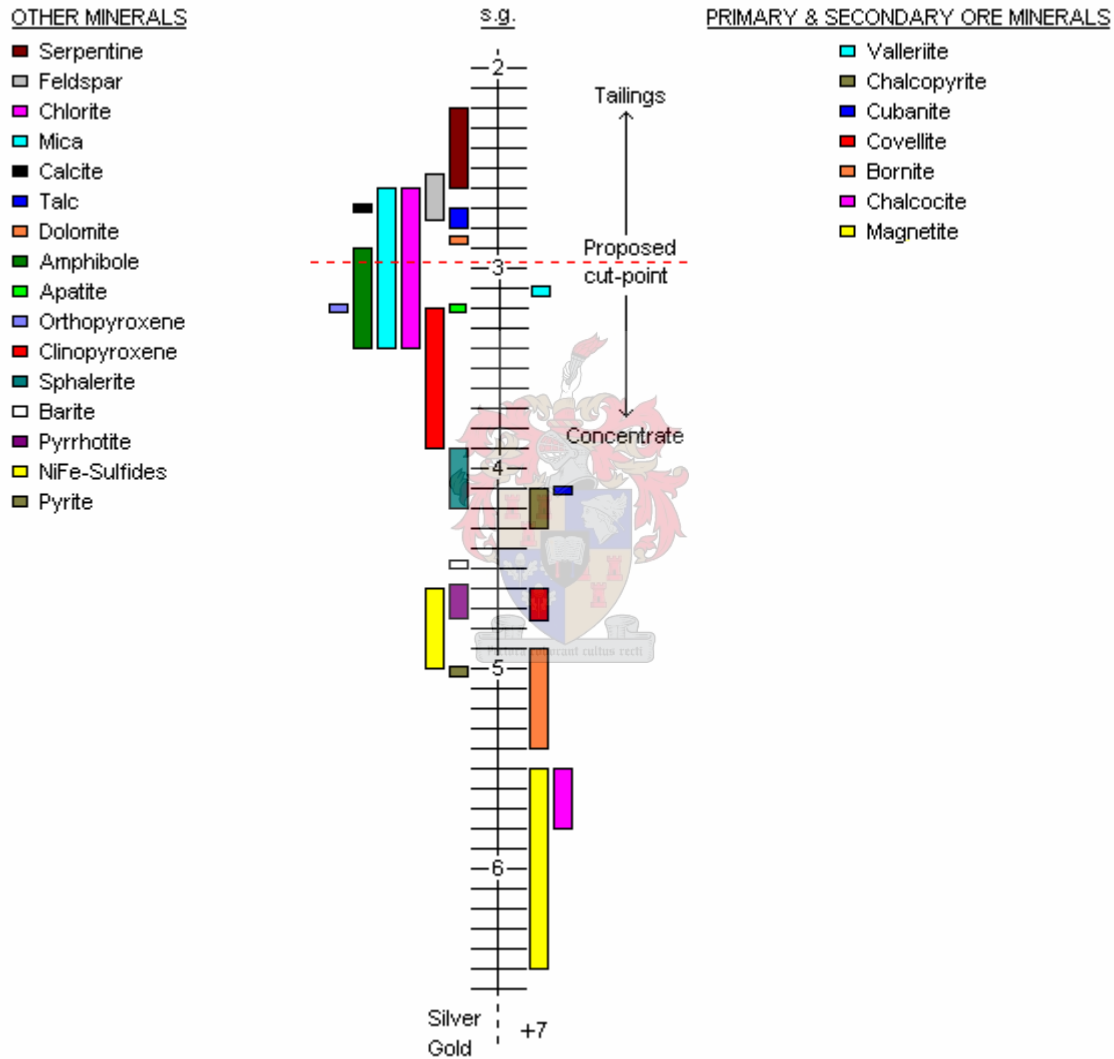 OTHER MINERALS
Serpentine
Feldspar
Chlorite
Mica
Calcite
Talc
Dolomite
Amphibole
Apatite
Orthopyroxene
Clinopyroxene
Sphalerite
Barite
Pyrrhotite
NiFe-Sulfides
Pyrite
s.g.
2
3
4
5
6
Silver
Gold
+7
Tailings
Proposed
cut-point
Concentrate
cultus recti
PRIMARY & SECONDARY ORE MINERALS
Valleriite
Chalcopyrite
Cubanite
Covellite
Bornite
Chalcocite
Magnetite